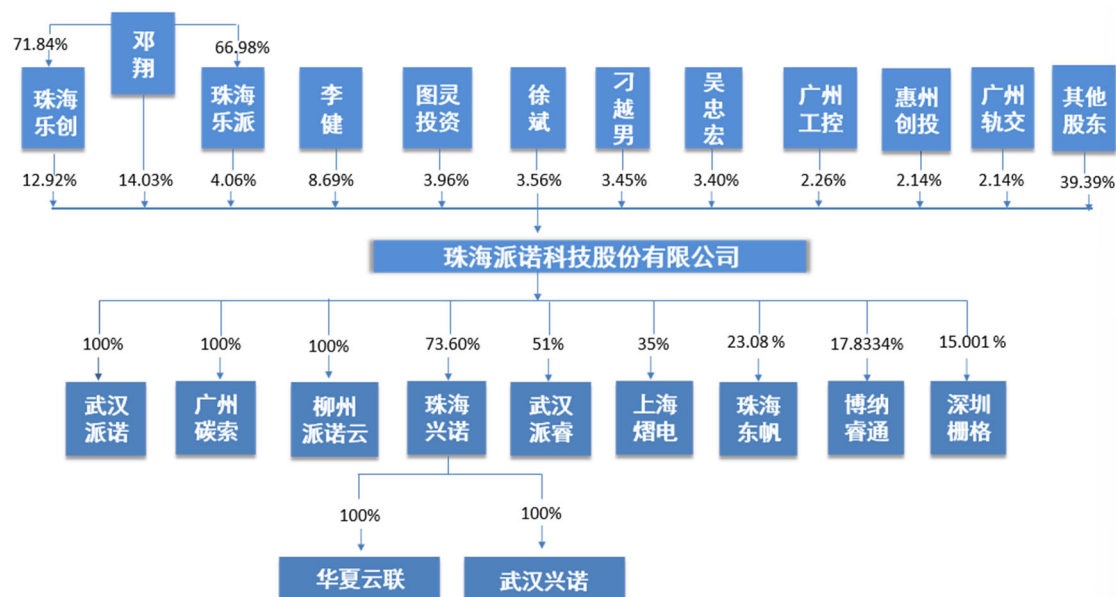 71.84%
邓翔
66.98%
珠海乐创
珠海乐派
李健
图灵投资
徐斌
刁越男
吴忠宏
广州工控
惠州创投
广州轨交
其他股东
12.92%
14.03%
4.06%
8.69%
3.96%
3.56%
3.45%
3.40%
2.26%
2.14%
2.14%
39.39%
珠海派诺科技股份有限公司
100%
100%
100%
73.60%
51%
35%
23.08 %
17.8334%
15.001 %
武汉派诺
广州碳索
柳州派诺云
珠海兴诺
武汉派睿
上海熠电
珠海东帆
博纳睿通
深圳栅格
100%
100%
华夏云联
武汉兴诺